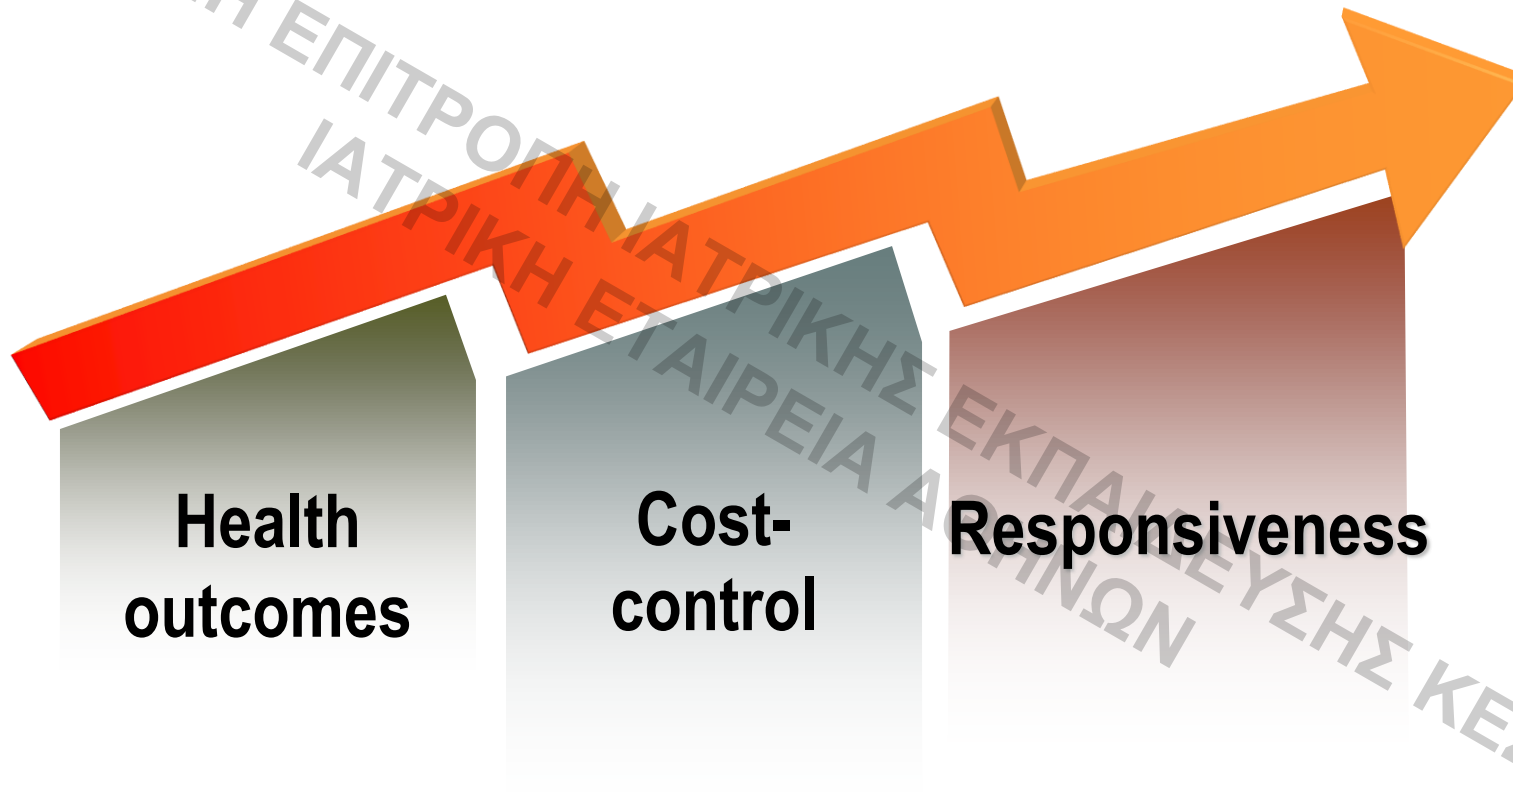 Health
outcomes
Cost-
control
Responsiveness
ΕΠΙΤΡΟΠΗ ΙΑΤΡΙΚΗΣ ΕΚΠΑΙΔΕΥΣΗΣ
ΙΑΤΡΙΚΗ ΕΤΑΙΡΕΙΑ ΑΘΗΝΩΝ